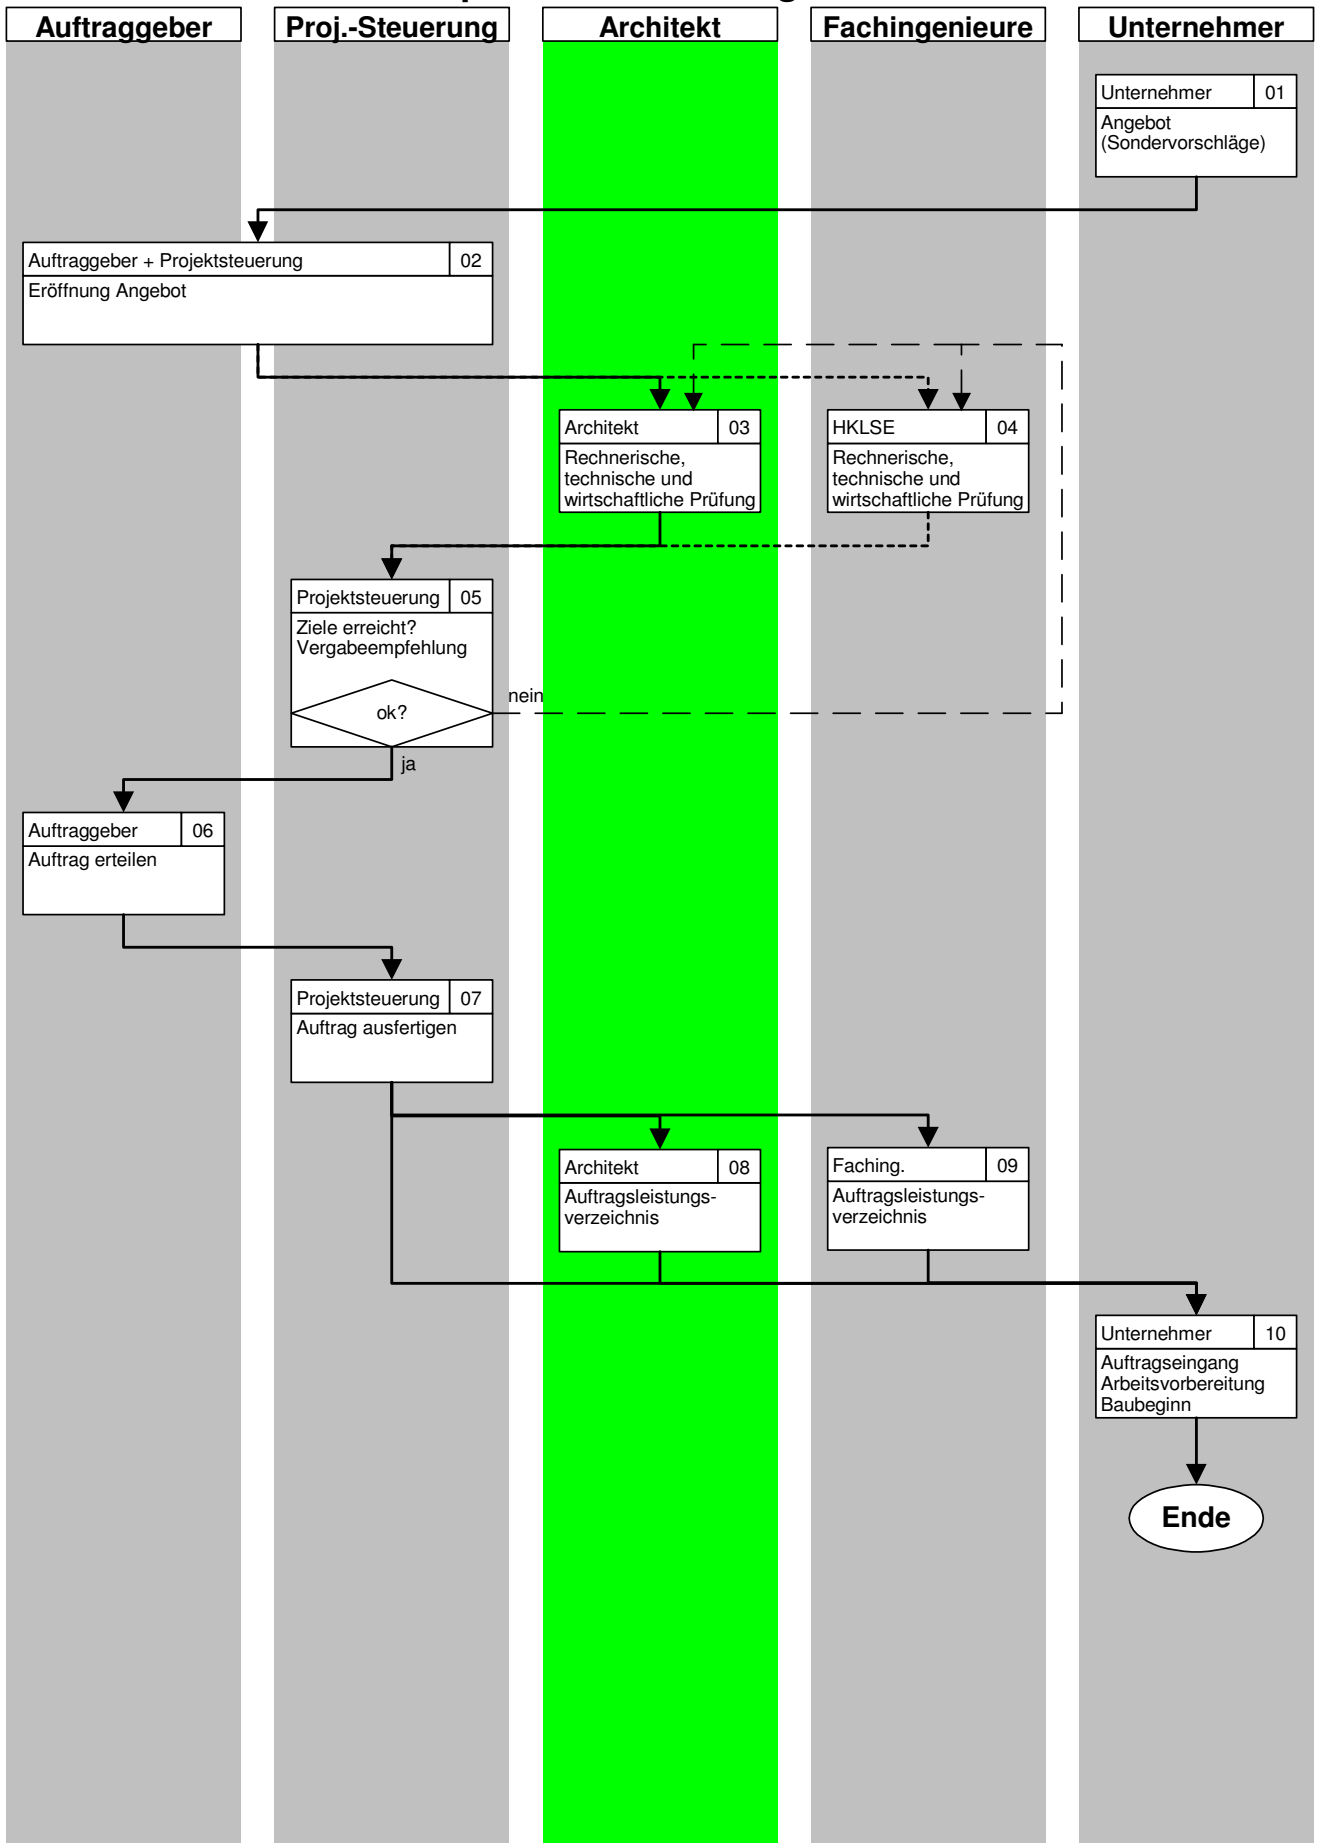 Auftraggeber
Proj.-Steuerung
Architekt
Fachingenieure
Unternehmer
Unternehmer 01
Angebot
(Sondervorschläge)
Auftraggeber + Projektsteuerung 02
Eröffnung Angebot
Architekt 03
Rechnerische,
technische und
wirtschaftliche Prüfung
HKLSE 04
Rechnerische,
technische und
wirtschaftliche Prüfung
Projektsteuerung 05
Ziele erreicht?
Vergabeempfehlung
ok?
nein
ja
Auftraggeber 06
Auftrag erteilen
Projektsteuerung 07
Auftrag ausfertigen
Architekt 08
Auftragsleistungs-
verzeichnis
Faching. 09
Auftragsleistungs-
verzeichnis
Unternehmer 10
Auftragseingang
Arbeitsvorbereitung
Baubeginn
Ende